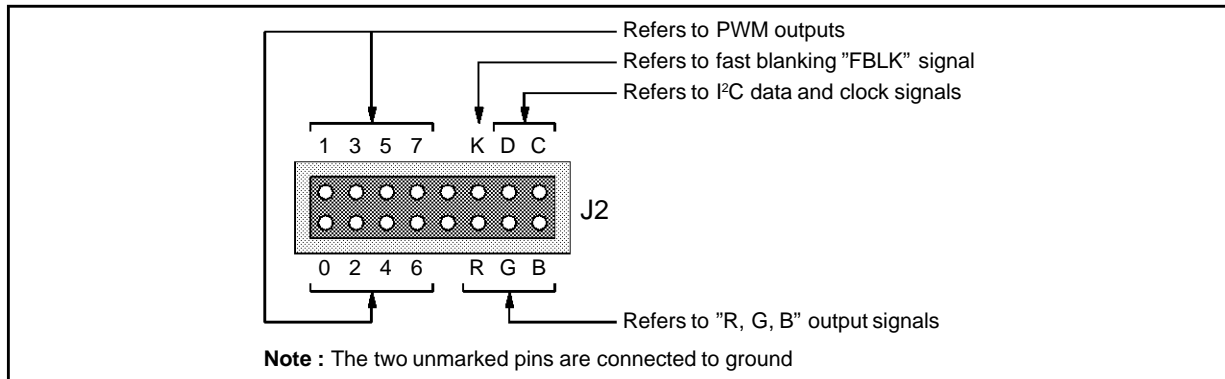 Refers to PWM outputs
Refers to fast blanking ”FBLK” signal
Refers to I²C data and clock signals
1 3 5 7 K D C
J2
0 2 4 6 R G B
Refers to ”R, G, B” output signals
Note : The two unmarked pins are connected to ground